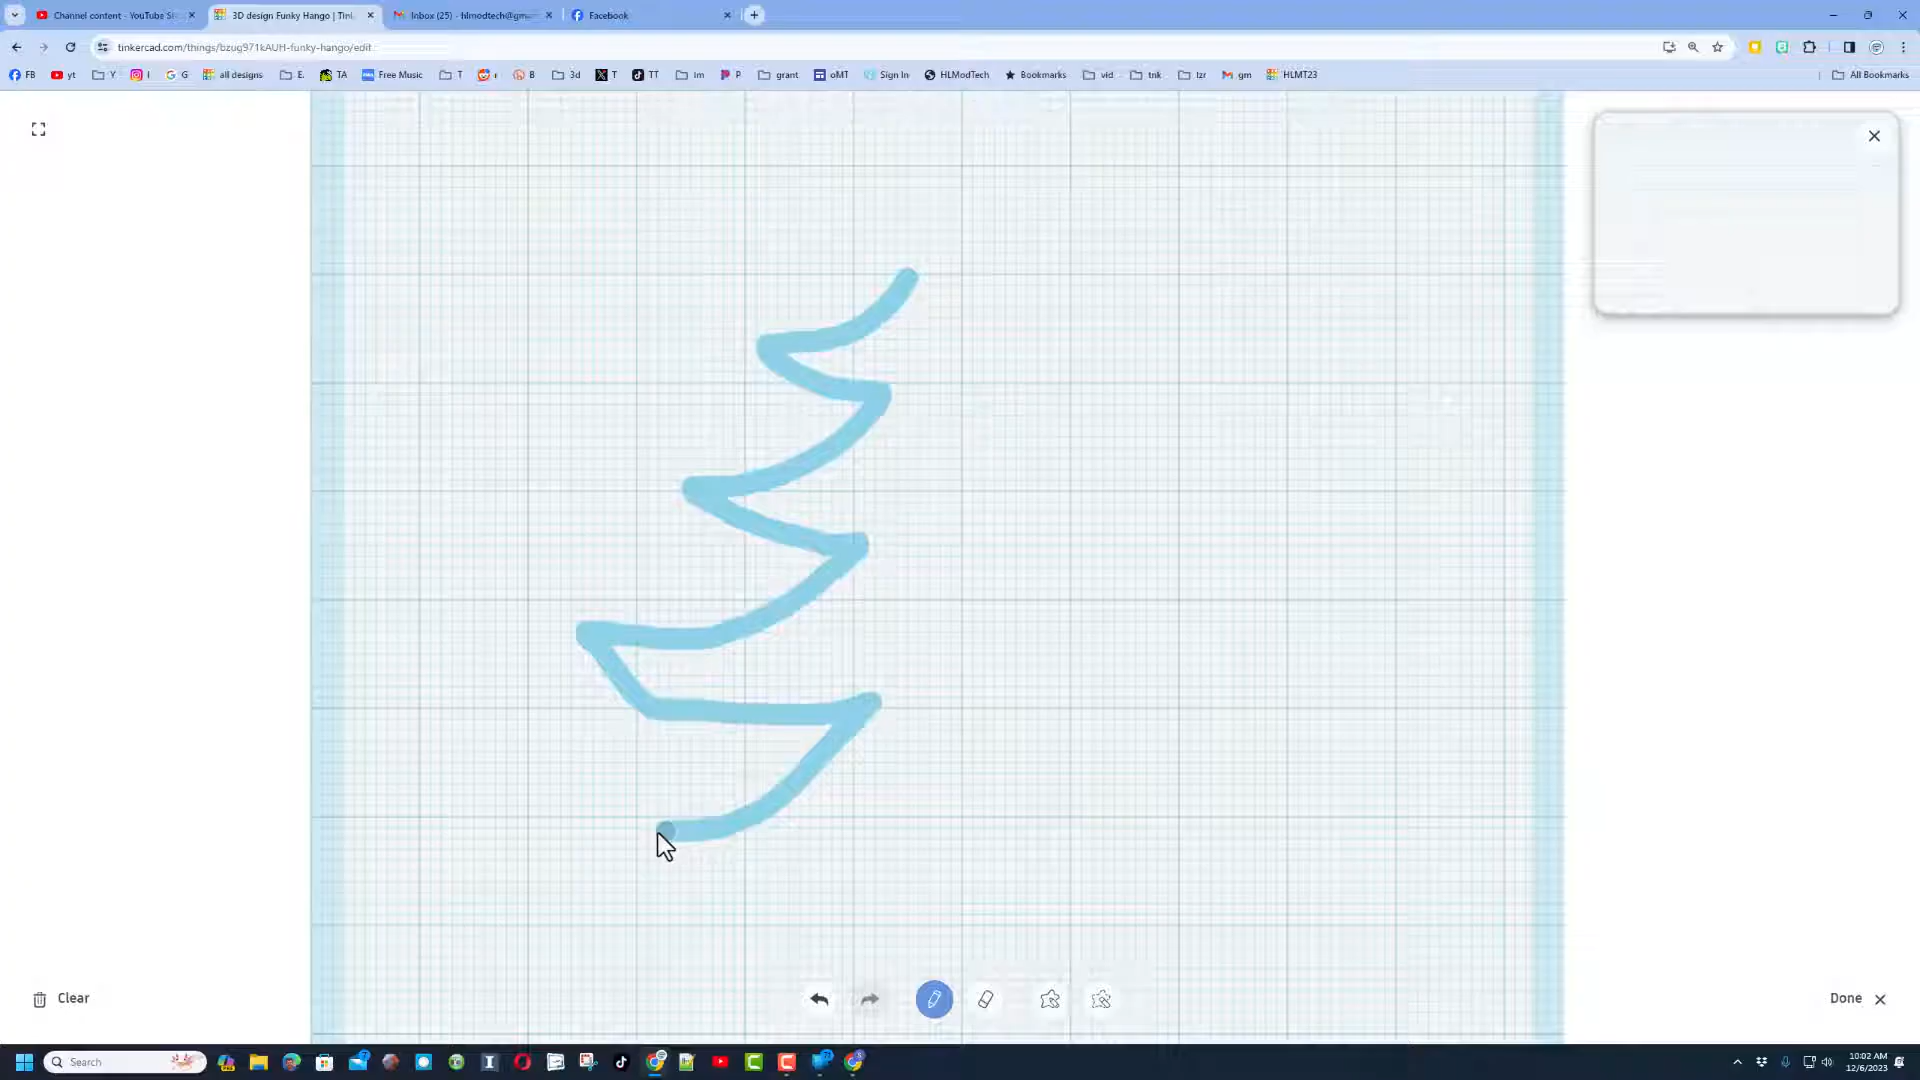 Channel content - YouTube St
3D design Funky Hango | Tin
Inbox (25) - hlmodtech@gmai
Facebook
tinkercad.com/things/bzug971kAUH-funky-hango/edit
FB yt Y I G all designs E. TA Free Music T r B 3d T TT im P grant oMT Sign In HLModTech Bookmarks vid tnk lzr gm HLMT23 All Bookmarks
Clear
Done
Search
10:02 AM
12/6/2023